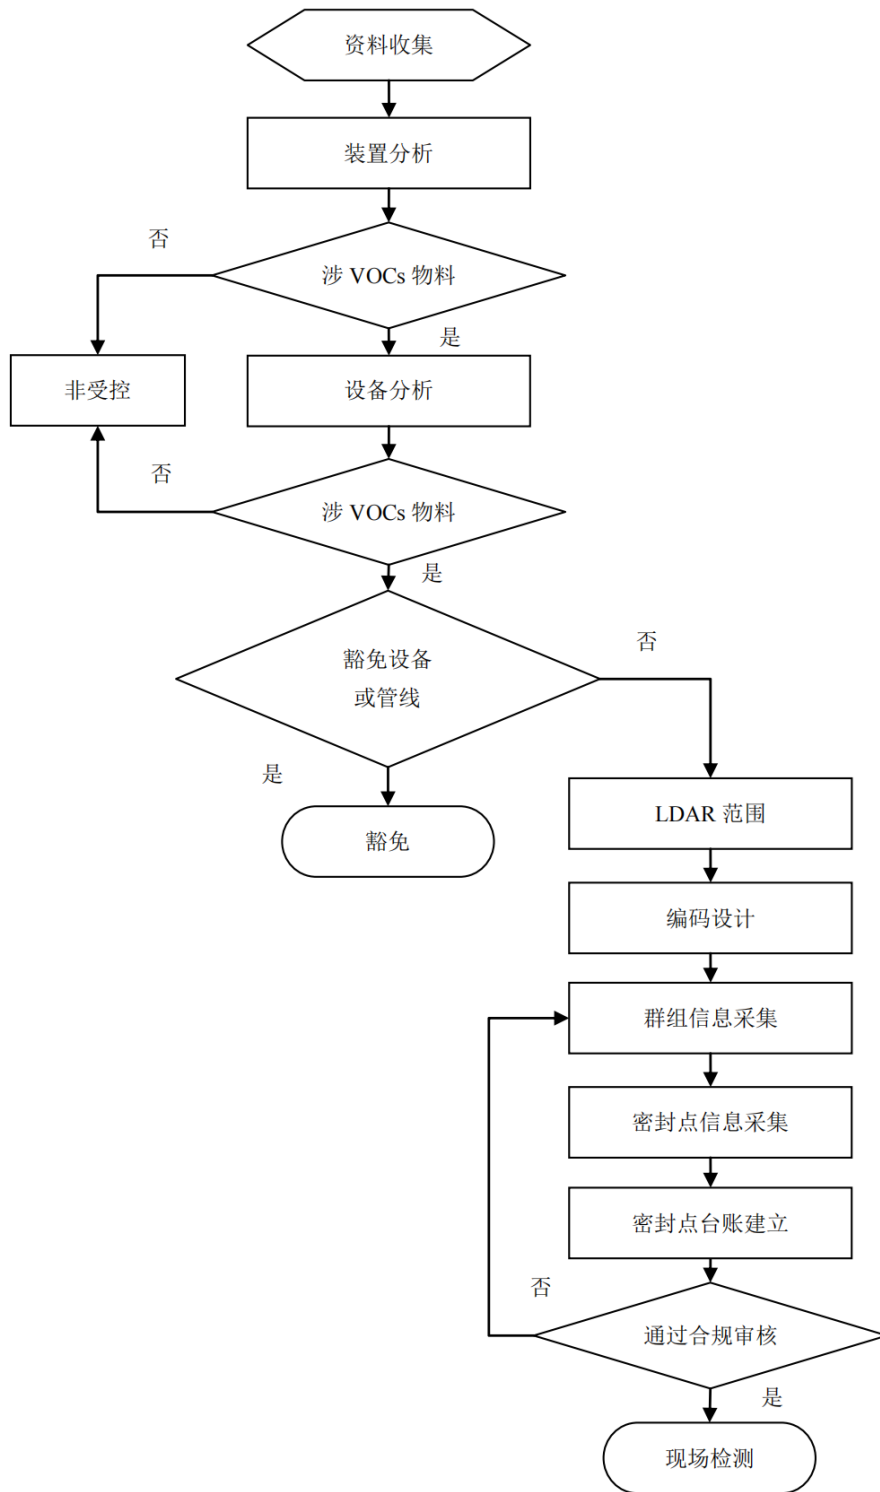 资料收集
装置分析
否
涉 VOCs 物料
是
非受控
设备分析
否
涉 VOCs 物料
是
豁免设备
或管线
否
是
豁免
LDAR 范围
编码设计
群组信息采集
密封点信息采集
密封点台账建立
否
通过合规审核
是
现场检测